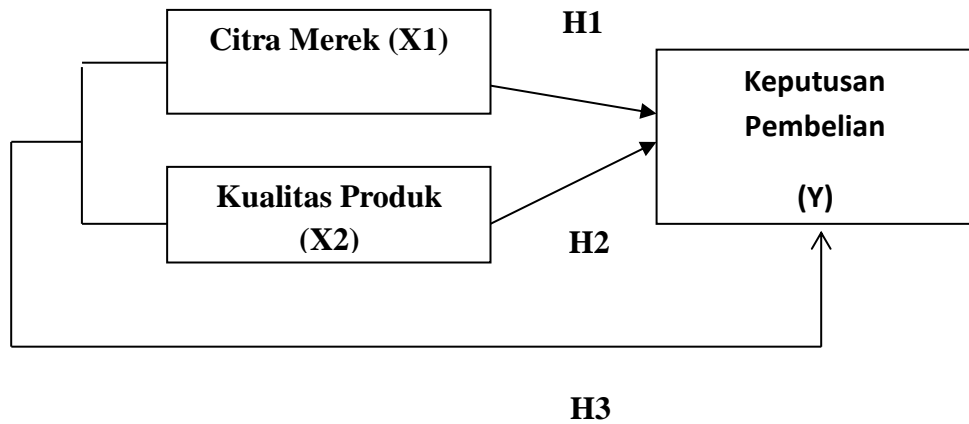 H1
Citra Merek (X1)
Keputusan
Pembelian
(Y)
Kualitas Produk
(X2)
H2
H3